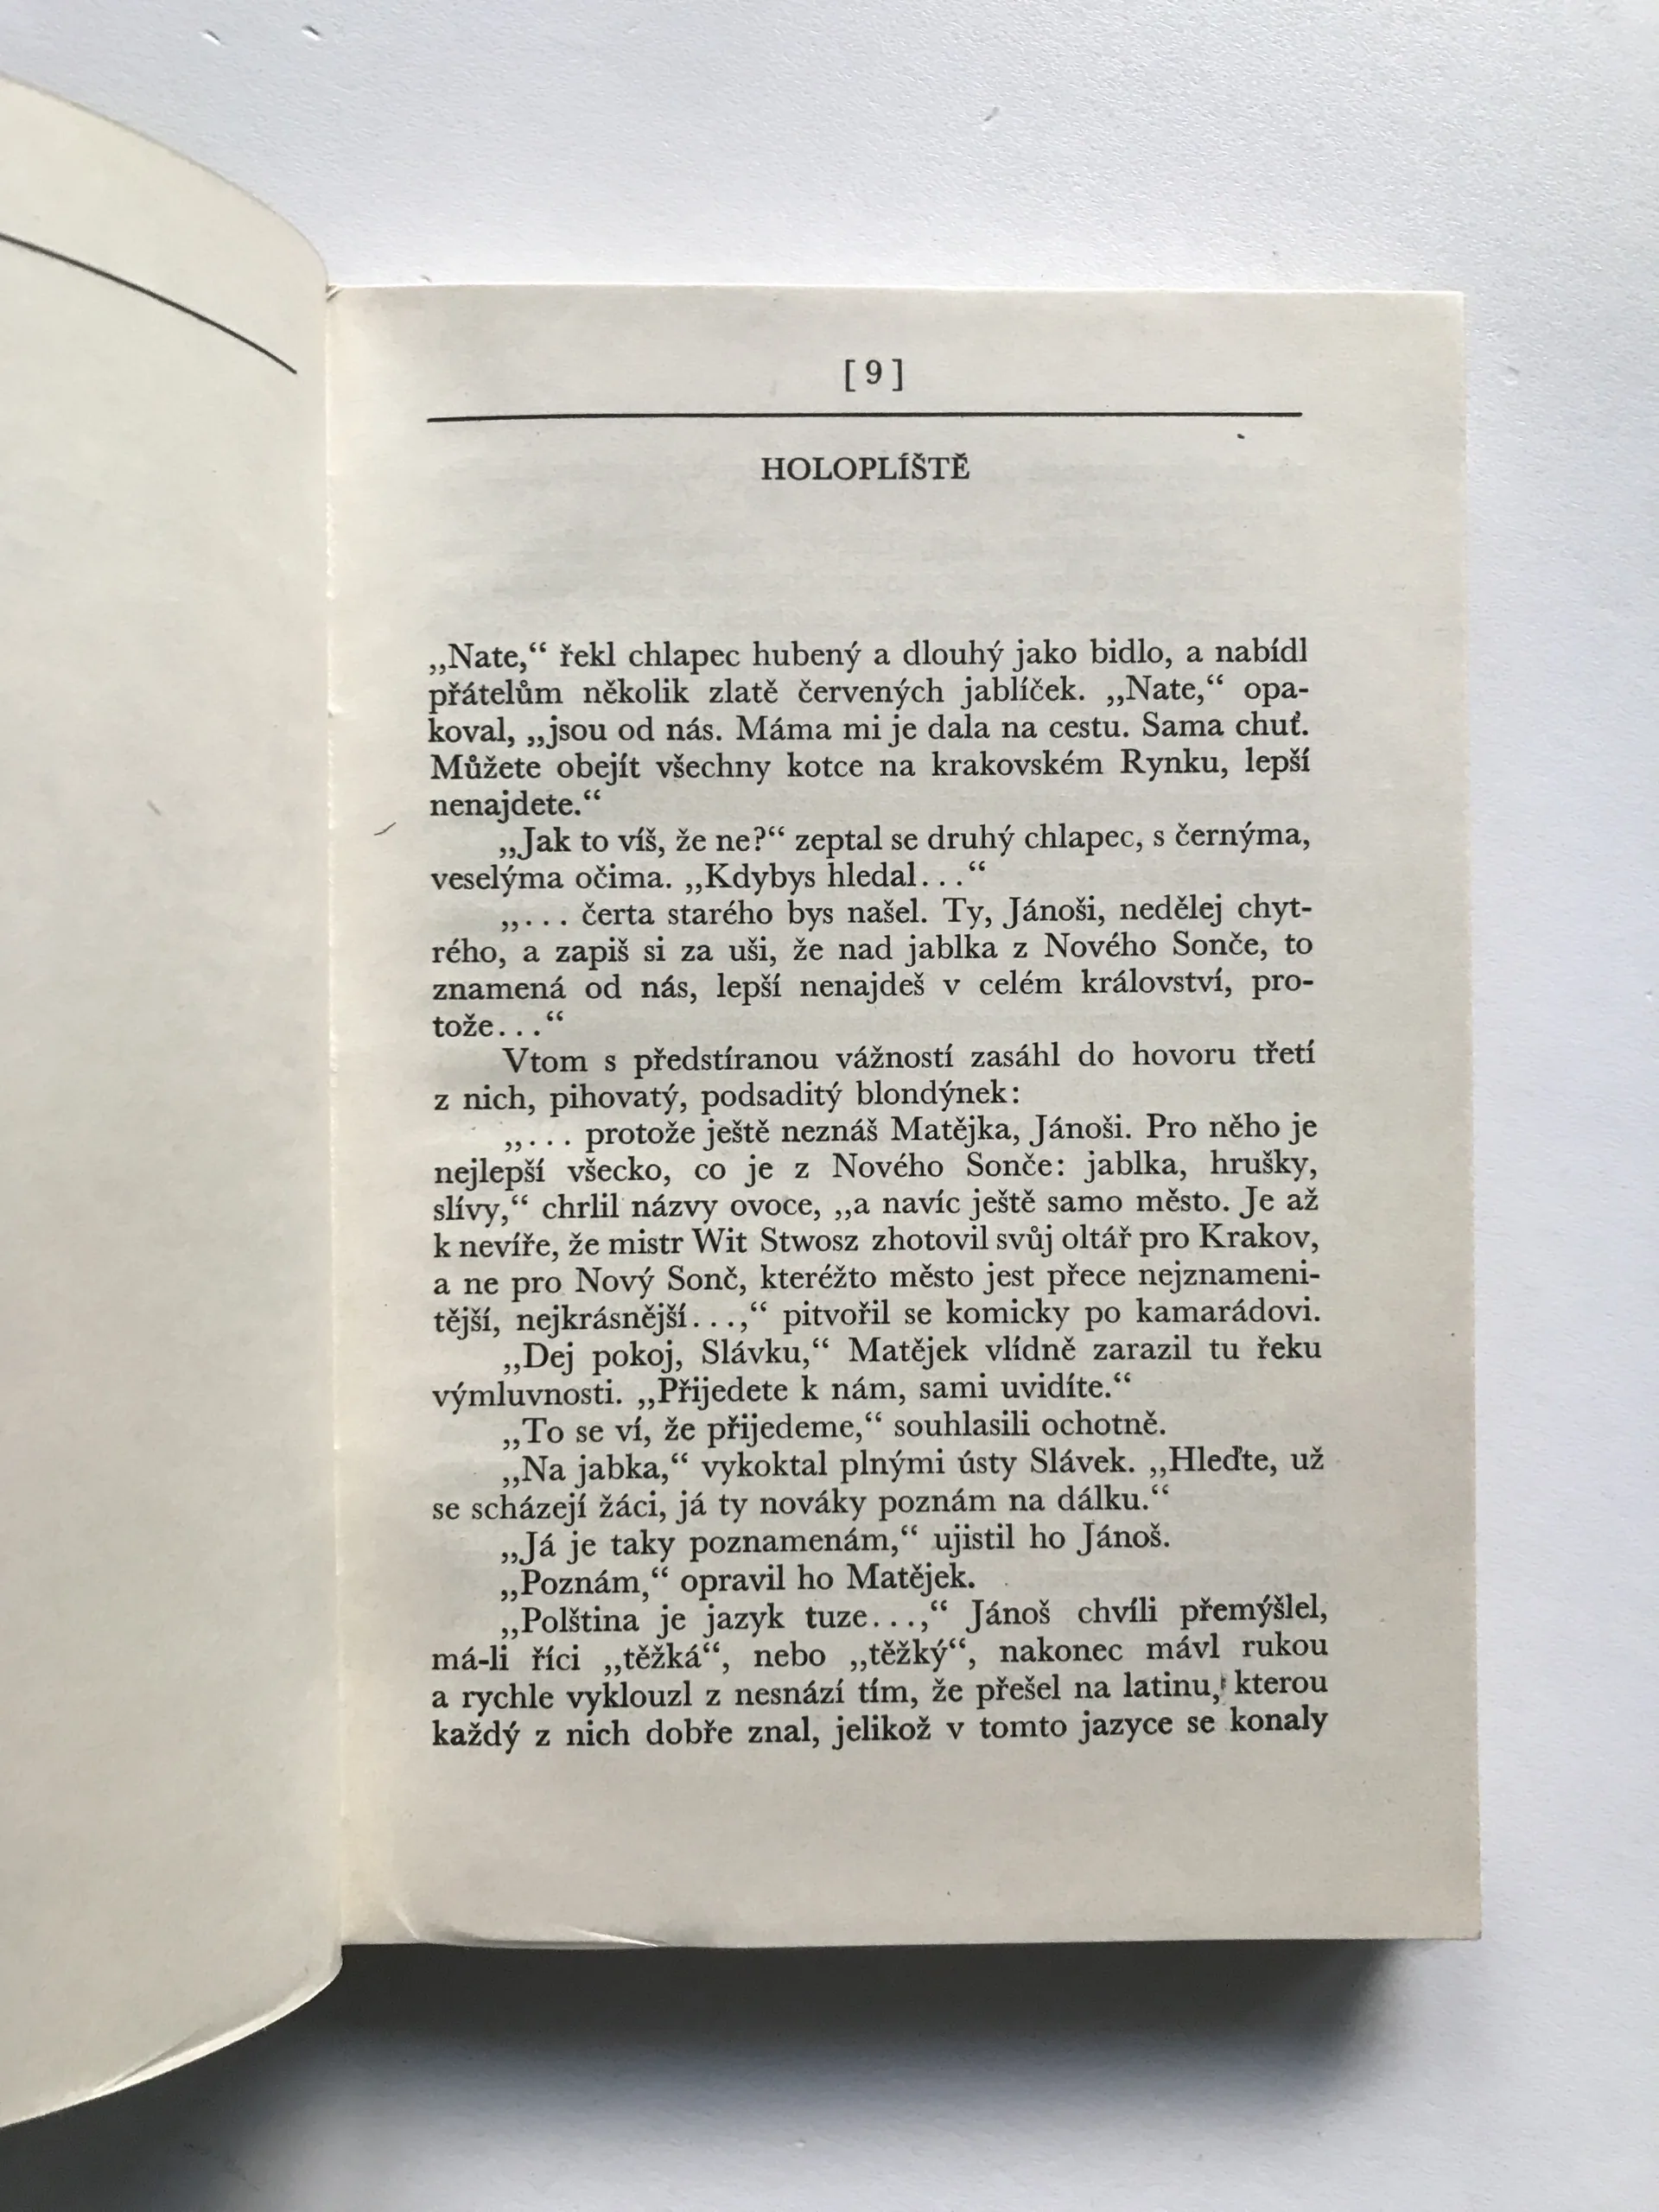 [ 9 ]
HOLOPLÍŠTĚ
„Nate,“ řekl chlapec hubený a dlouhý jako bidlo, a nabídl
přátelům několik zlatě červených jablíček. „Nate,“ opa-
koval, „jsou od nás. Máma mi je dala na cestu. Sama chuť.
Můžete obejít všechny kotce na krakovském Rynku, lepší
nenajdete.“
„Jak to víš, že ne?“ zeptal se druhý chlapec, s černýma,
veselýma očima. „Kdybys hledal...“
„... čerta starého bys našel. Ty, Jánoši, nedělej chyt-
rého, a zapiš si za uši, že nad jablka z Nového Sonče, to
znamená od nás, lepší nenajdeš v celém království, pro-
tože...“
Vtom s předstíranou vážností zasáhl do hovoru třetí
z nich, pihovatý, podsaditý blondýnek:
„... protože ještě neznáš Matějka, Jánoši. Pro něho je
nejlepší všecko, co je z Nového Sonče: jablka, hrušky,
slívy,“ chrlil názvy ovoce, „a navíc ještě samo město. Je až
k nevíře, že mistr Wit Stwosz zhotovil svůj oltář pro Krakov,
a ne pro Nový Sonč, kteréžto město jest přece nejznameni-
tější, nejkrásnější...,“ pitvořil se komicky po kamarádovi.
„Dej pokoj, Slávku,“ Matějek vlídně zarazil tu řeku
výmluvnosti. „Přijedete k nám, sami uvidíte.“
„To se ví, že přijedeme,“ souhlasili ochotně.
„Na jabka,“ vykoktal plnými ústy Slávek. „Hleďte, už
se scházejí žáci, já ty nováky poznám na dálku.“
„Já je taky poznamenám,“ ujistil ho Jánoš.
„Poznám,“ opravil ho Matějek.
„Polština je jazyk tuze...,“ Jánoš chvíli přemýšlel,
má-li říci „těžká“, nebo „těžký“, nakonec mávl rukou
a rychle vyklouzl z nesnází tím, že přešel na latinu, kterou
každý z nich dobře znal, jelikož v tomto jazyce se konaly